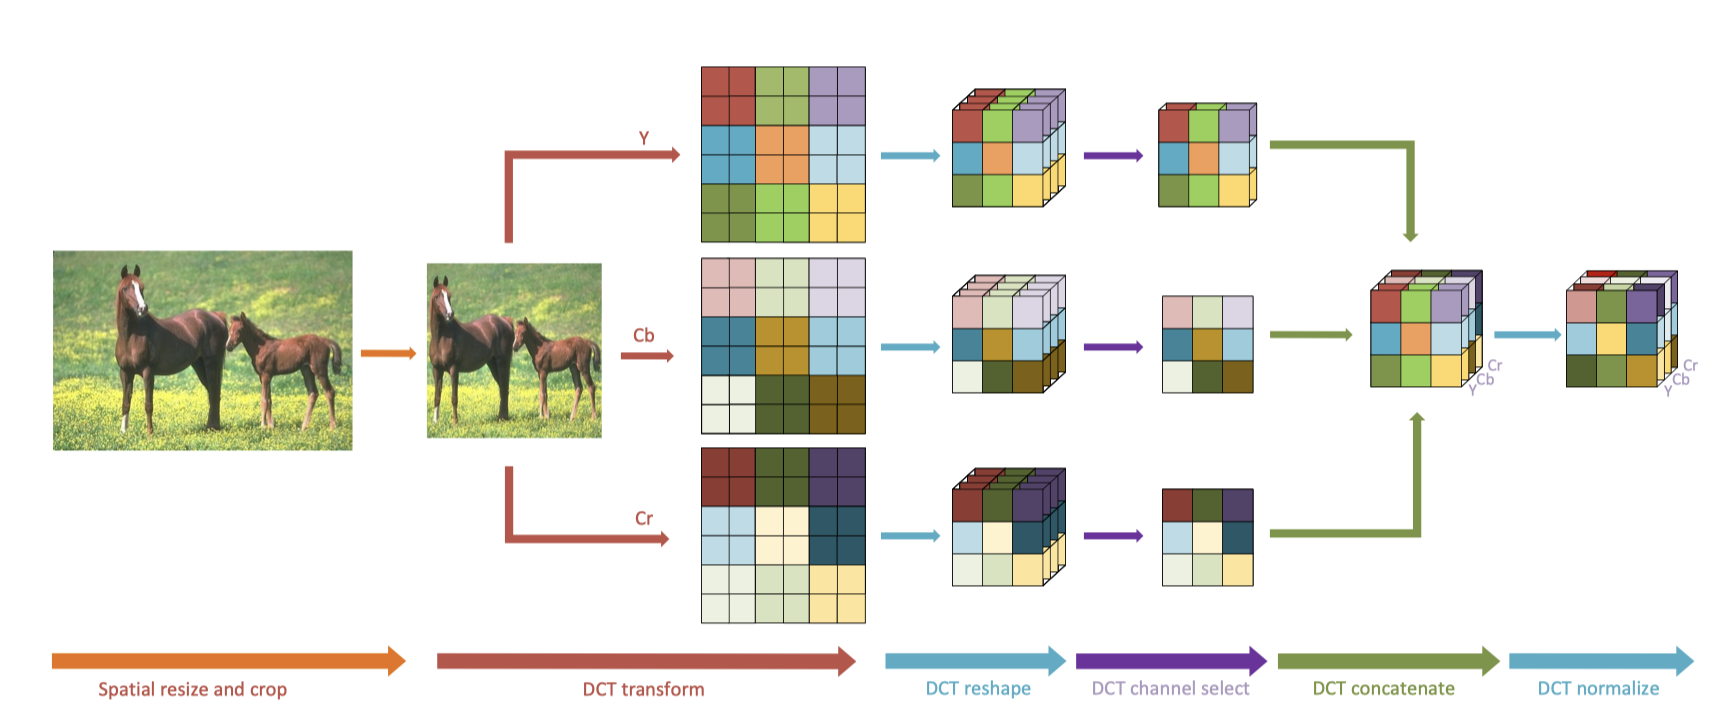 Y
Cb
Cr
Cr
Cb
Y
Cr
Cb
Y
Spatial resize and crop
DCT transform
DCT reshape
DCT channel select
DCT concatenate
DCT normalize